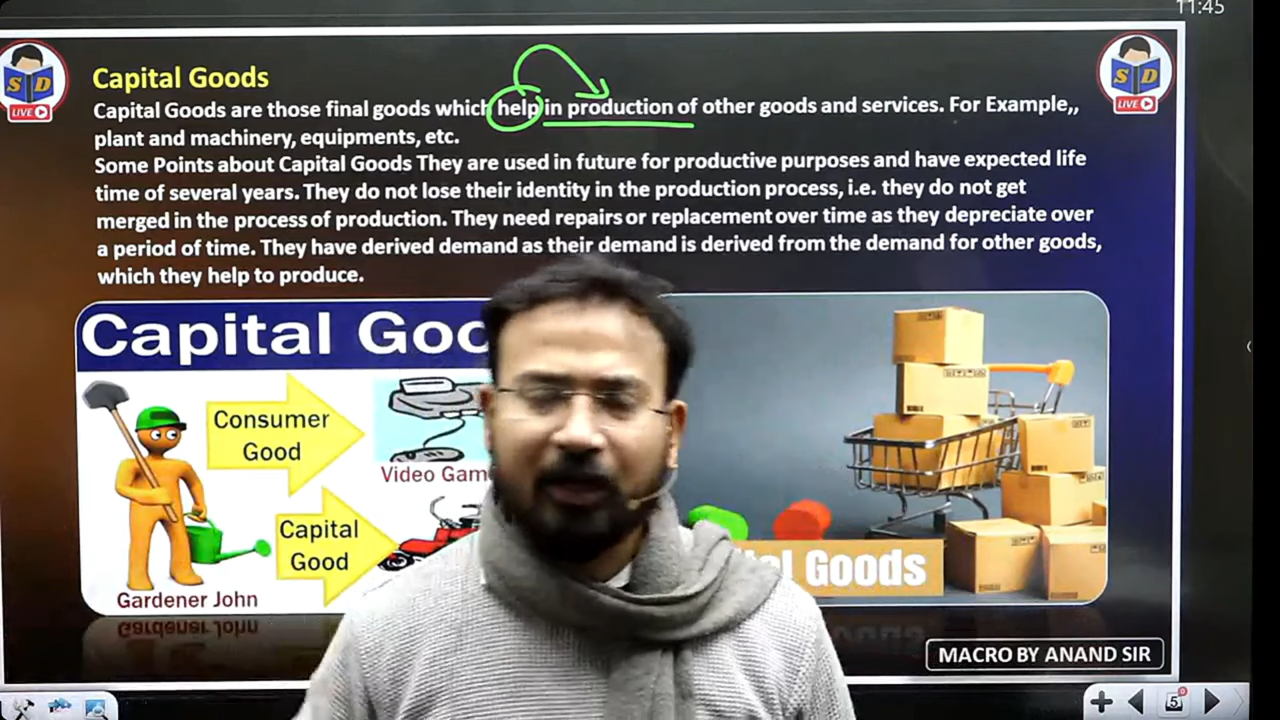 11:45
S D
LIVE
S D
LIVE
Capital Goods
Capital Goods are those final goods which help in production of other goods and services. For Example,,
plant and machinery, equipments, etc.
Some Points about Capital Goods They are used in future for productive purposes and have expected life
time of several years. They do not lose their identity in the production process, i.e. they do not get
merged in the process of production. They need repairs or replacement over time as they depreciate over
a period of time. They have derived demand as their demand is derived from the demand for other goods,
which they help to produce.
Capital Goo
Consumer
Good
Video Gam
Capital
Good
Gardener John
Goods
MACRO BY ANAND SIR
5
0